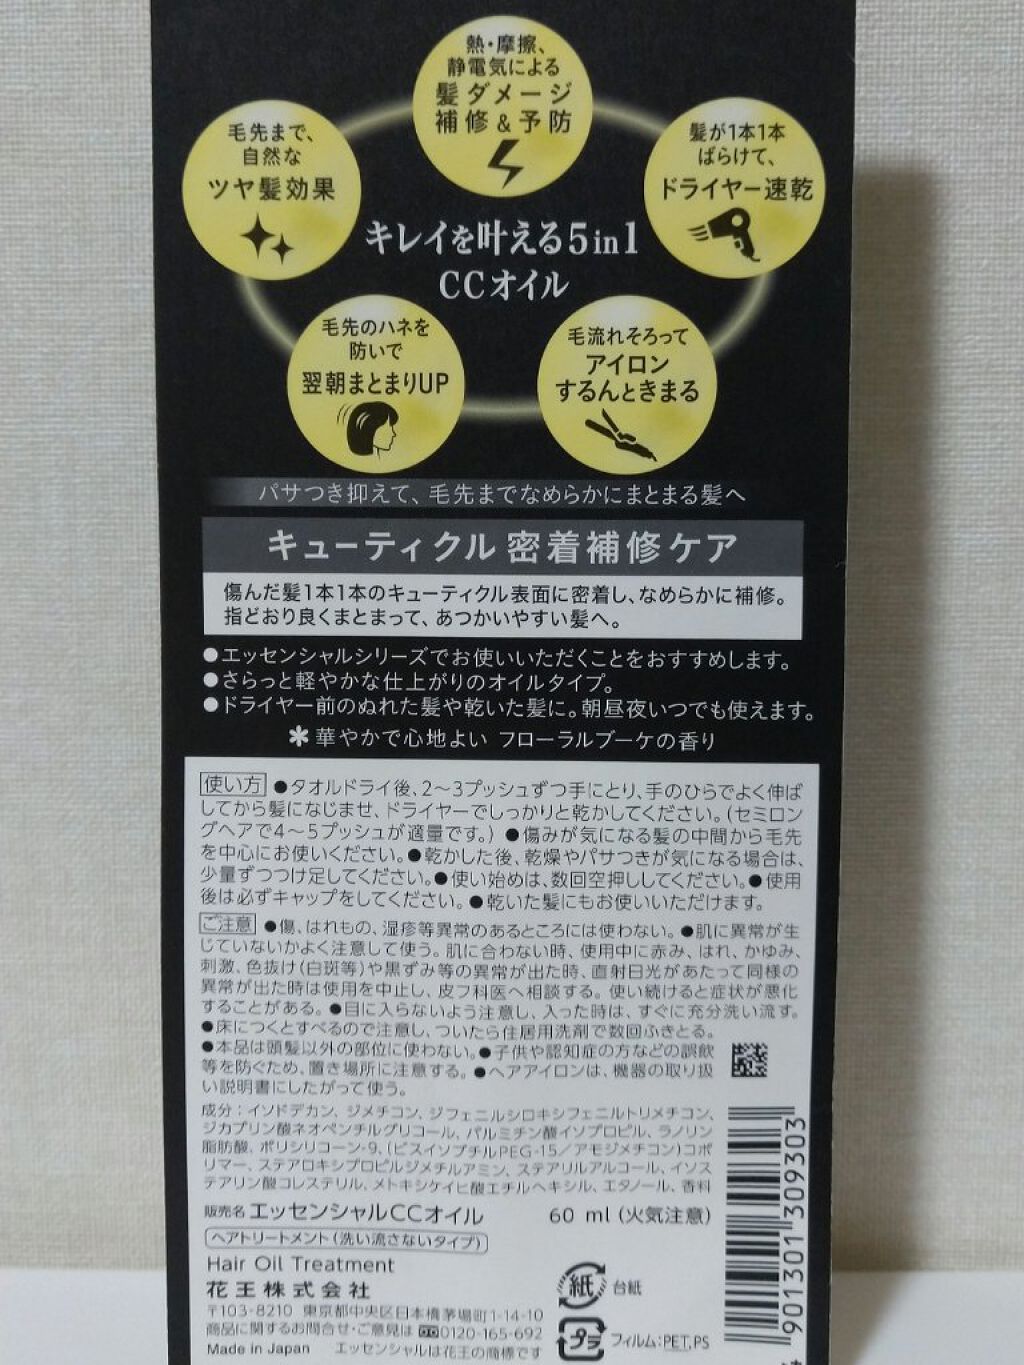 熱・摩擦、
静電気による
髪ダメージ
補修&予防
毛先まで、
自然な
ツヤ髪効果
髪が1本1本
ばらけて、
ドライヤー速乾
キレイを叶える5in1
CCオイル
毛先のハネを
防いで
翌朝まとまりUP
毛流れそろって
アイロン
するんときまる
パサつき抑えて、毛先までなめらかにまとまる髪へ
キューティクル 密着補修ケア
傷んだ髪1本1本のキューティクル表面に密着し、なめらかに補修。
指どおり良くまとまって、あつかいやすい髪へ。
●エッセンシャルシリーズでお使いいただくことをおすすめします。
●さらっと軽やかな仕上がりのオイルタイプ。
●ドライヤー前のぬれた髪や乾いた髪に。朝昼夜いつでも使えます。
＊華やかで心地よい フローラルブーケの香り
使い方 ●タオルドライ後、2〜3プッシュずつ手にとり、手のひらでよく伸ば
してから髪になじませ、ドライヤーでしっかりと乾かしてください。(セミロン
グヘアで4〜5プッシュが適量です。) ●傷みが気になる髪の中間から毛先
を中心にお使いください。●乾かした後、乾燥やパサつきが気になる場合は、
少量ずつつけ足してください。●使い始めは、数回空押ししてください。●使用
後は必ずキャップをしてください。●乾いた髪にもお使いいただけます。
ご注意 ●傷、はれもの、湿疹等異常のあるところには使わない。●肌に異常が生
じていないかよく注意して使う。肌に合わない時、使用中に赤み、はれ、かゆみ、
刺激、色抜け(白斑等)や黒ずみ等の異常が出た時、直射日光があたって同様の
異常が出た時は使用を中止し、皮フ科医へ相談する。使い続けると症状が悪化
することがある。●目に入らないよう注意し、入った時は、すぐに充分洗い流す。
●床につくとすべるので注意し、ついたら住居用洗剤で数回ふきとる。
●本品は頭髪以外の部位に使わない。●子供や認知症の方などの誤飲
等を防ぐため、置き場所に注意する。●ヘアアイロンは、機器の取り扱
い説明書にしたがって使う。
成分：イソドデカン、ジメチコン、ジフェニルシロキシフェニルトリメチコン、
ジカプリン酸ネオペンチルグリコール、パルミチン酸イソプロピル、ラノリン
脂肪酸、ポリシリコーン-9、(ビスイソブチルPEG-15／アモジメチコン)コポ
リマー、ステアロキシプロピルジメチルアミン、ステアリルアルコール、イソス
テアリン酸コレステリル、メトキシケイヒ酸エチルヘキシル、エタノール、香料
販売名 エッセンシャルCCオイル 60 ml (火気注意)
ヘアトリートメント(洗い流さないタイプ)
Hair Oil Treatment
花王株式会社
〒103-8210 東京都中央区日本橋茅場町1-14-10
商品に関するお問合せ・ご意見は 0120-165-692
Made in Japan エッセンシャルは花王の商標です
紙 台紙
プラ フィルム:PET,PS
4901301309303